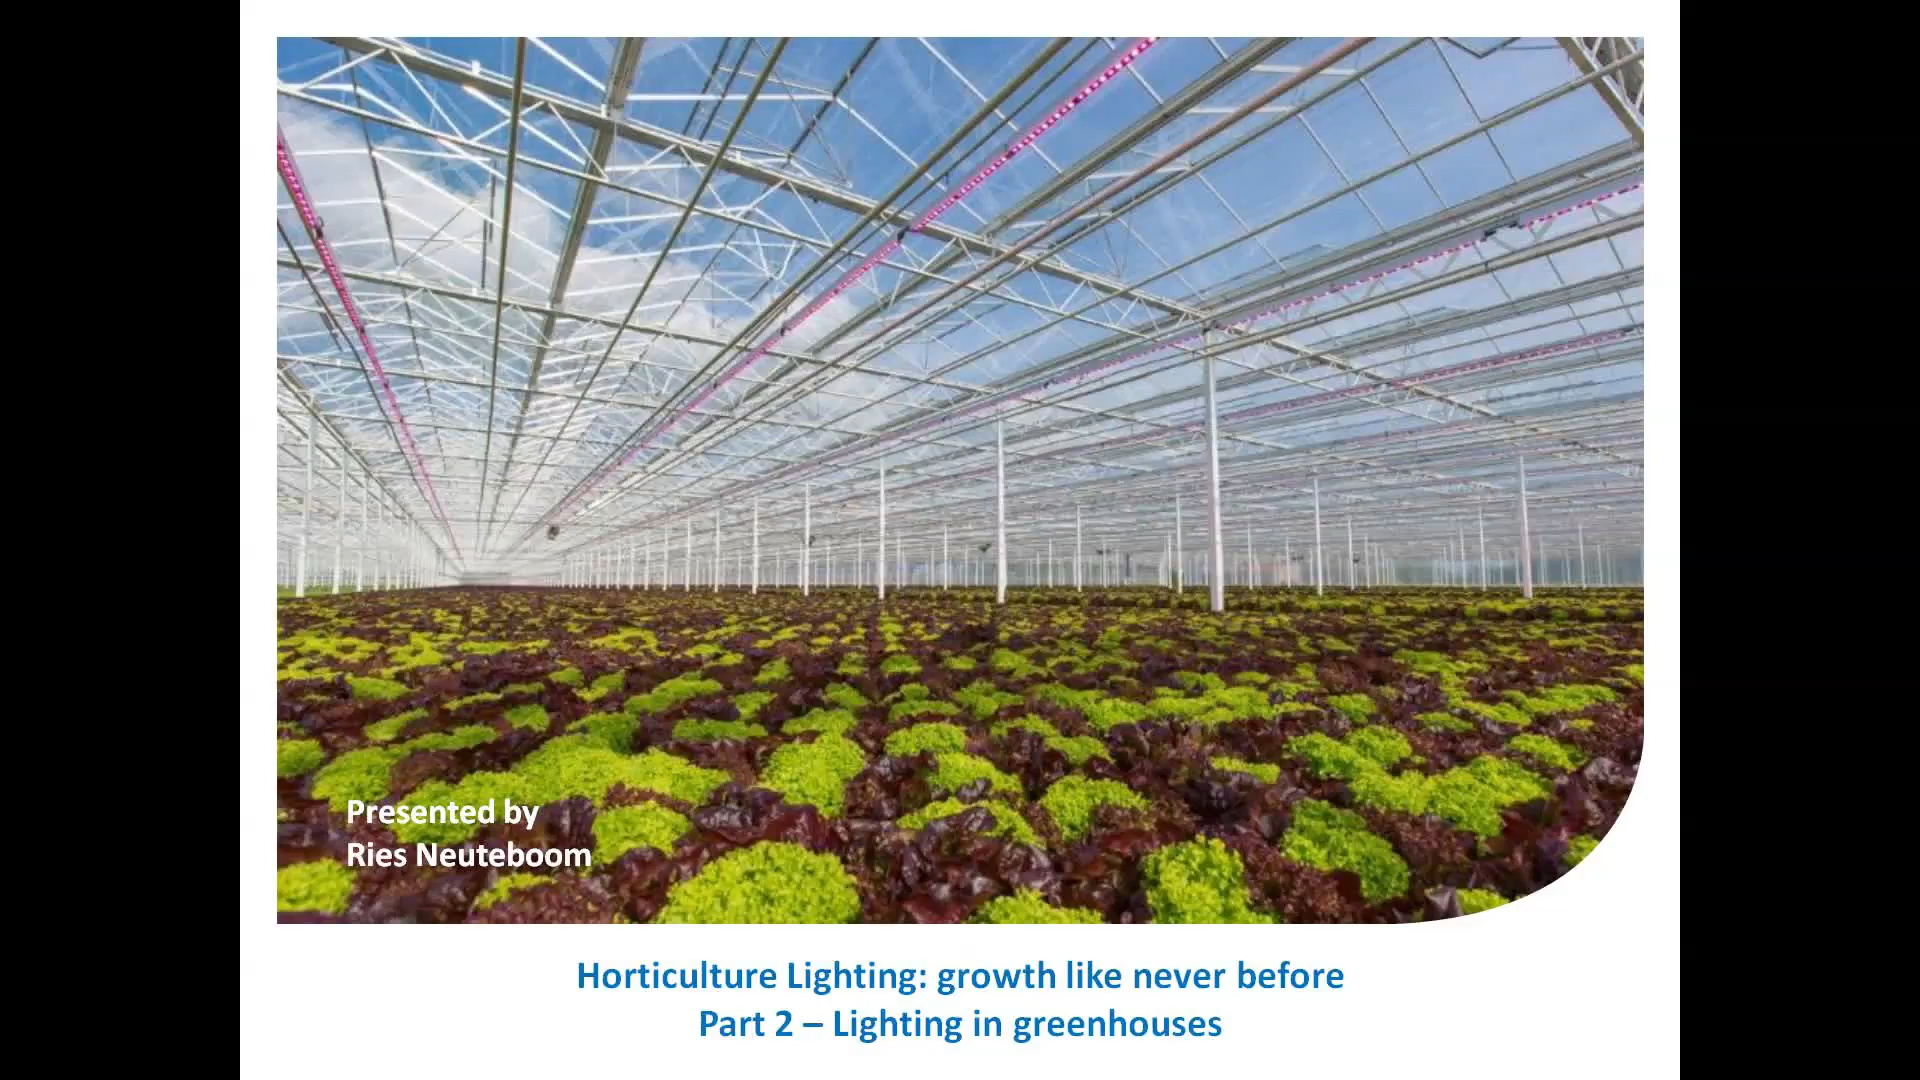 Presented by
Ries Neuteboom
Horticulture Lighting: growth like never before
Part 2 – Lighting in greenhouses